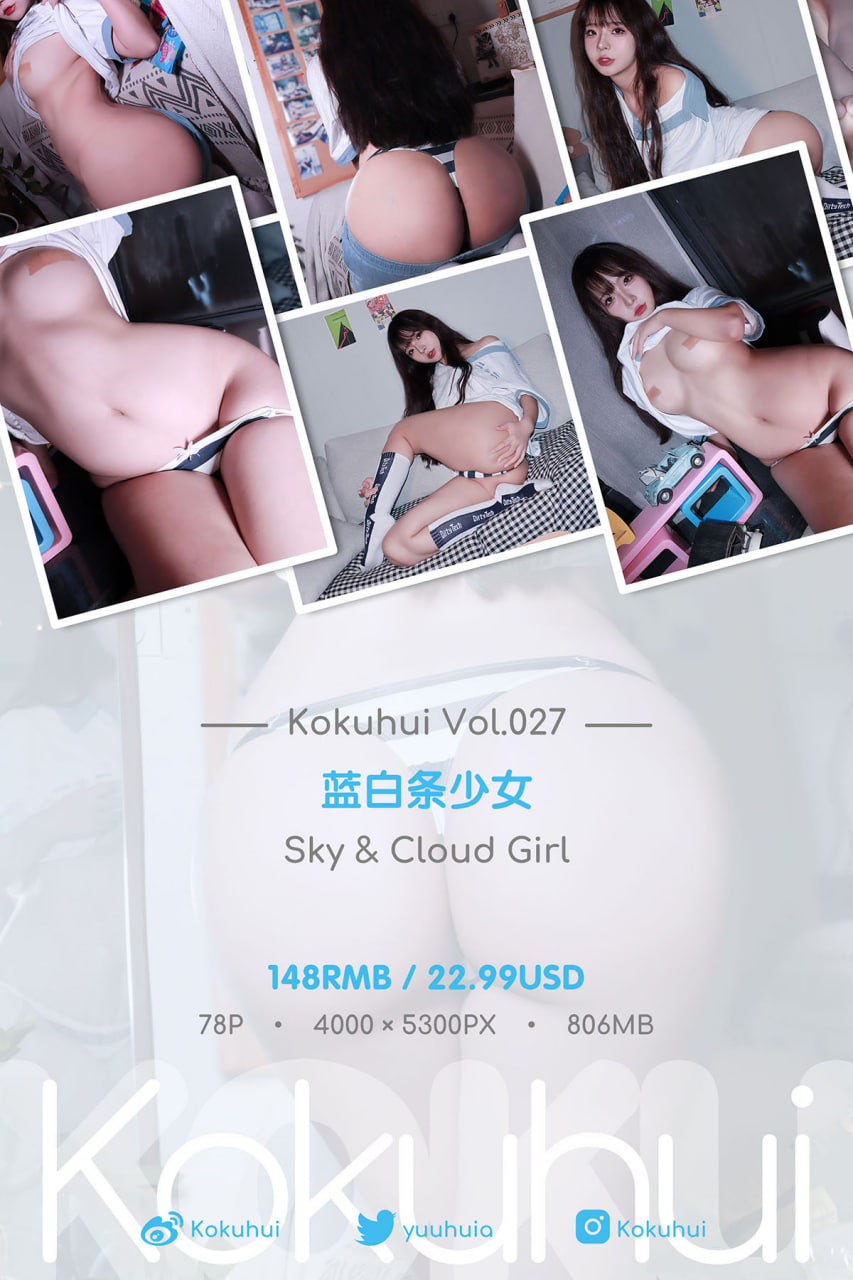 Kokuhui Vol.027
蓝白条少女
Sky & Cloud Girl
148RMB / 22.99USD
78P • 4000 × 5300PX • 806MB
Kokuhui
Kokuhui yuuhuia Kokuhui